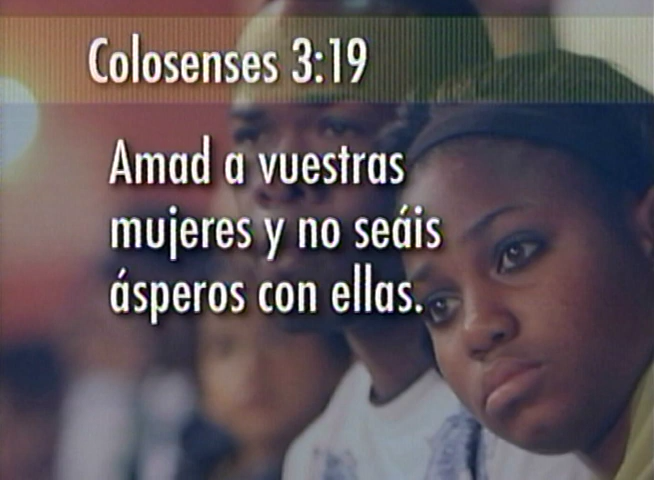 Colosenses 3:19
Amad a vuestras
mujeres y no seáis
ásperos con ellas.